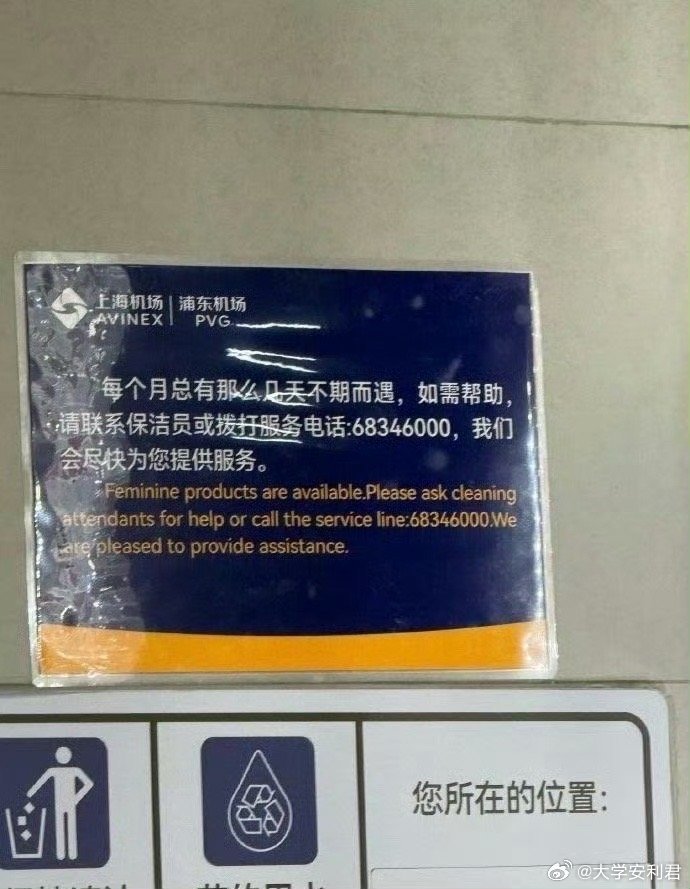 上海机场 浦东机场
AVINEX PVG
每个月总有那么几天不期而遇，如需帮助，
请联系保洁员或拨打服务电话:68346000，我们
会尽快为您提供服务。
Feminine products are available.Please ask cleaning
attendants for help or call the service line:68346000.We
are pleased to provide assistance.
您所在的位置:
节约用水
@大学安利君